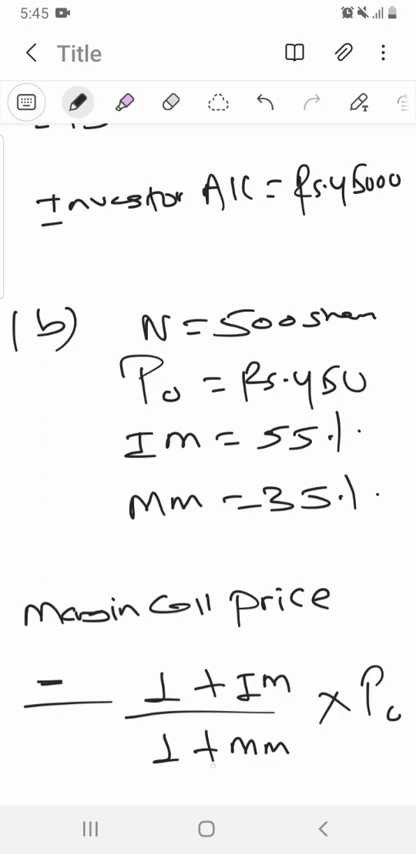 5:45
Title
Investor A/C = Rs.45000
(b) N = 500 share
P₀ = Rs.450
Im = 55%
Mm = 35%
Margin Call price
= 1 + Im / 1 + mm × P₀